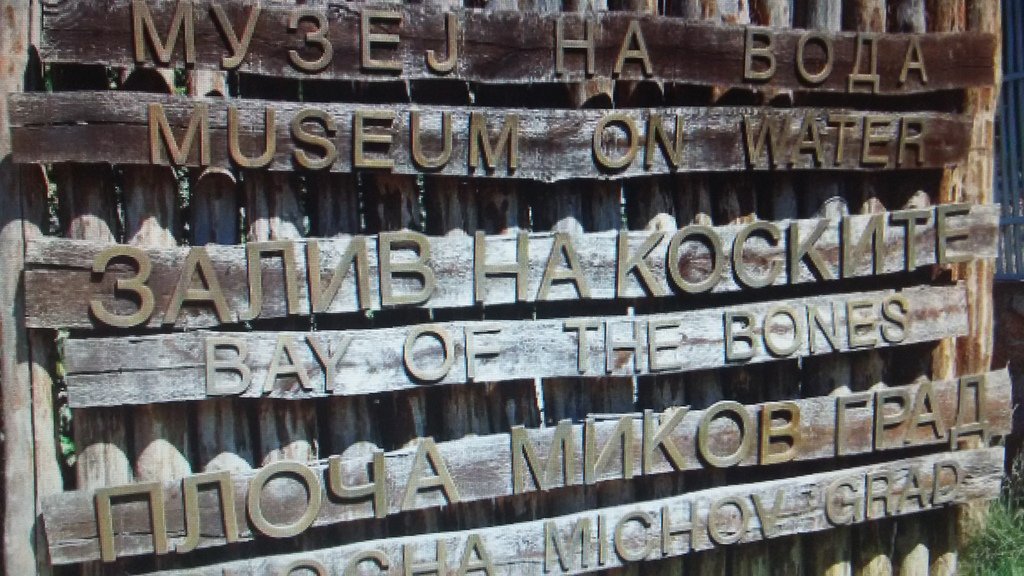 МУЗЕЈ НА ВОДА
MUSEUM ON WATER
ЗАЛИВ НА КОСКИТЕ
BAY OF THE BONES
ПЛОЧА МИКОВ ГРАД
MICHOV GRAD